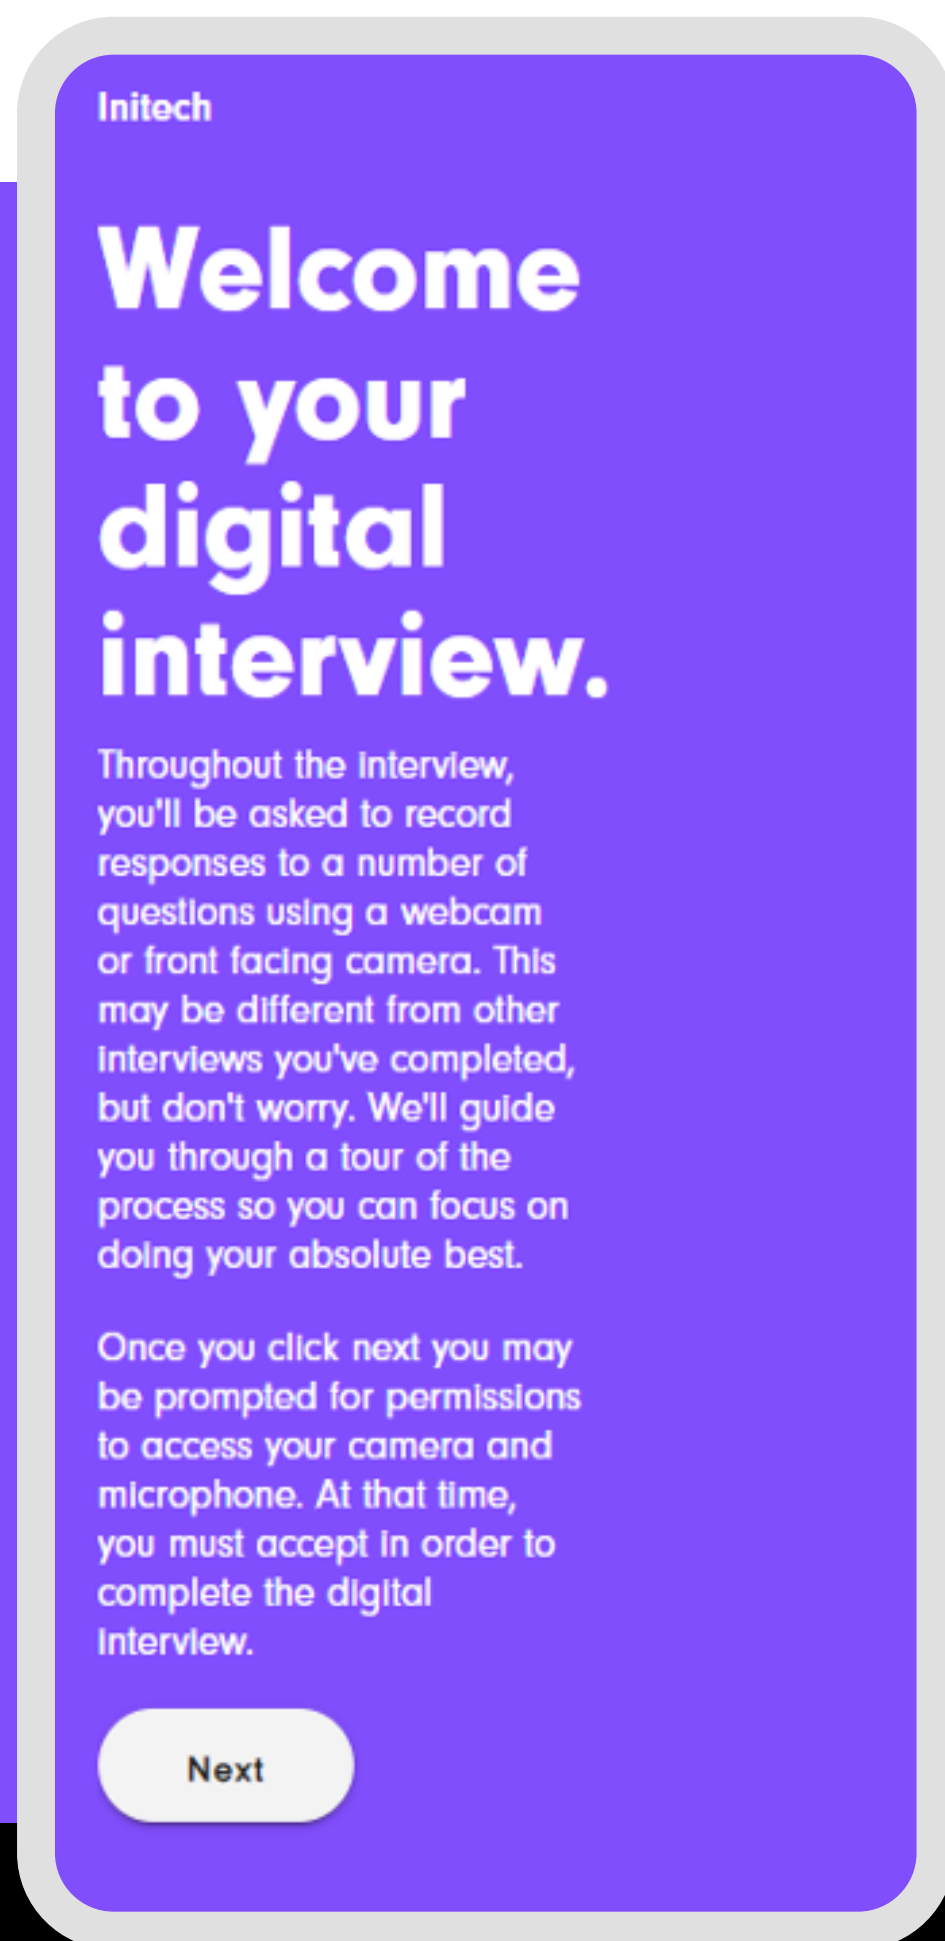 Initech
Welcome
to your
digital
interview.
Throughout the interview,
you'll be asked to record
responses to a number of
questions using a webcam
or front facing camera. This
may be different from other
interviews you've completed,
but don't worry. We'll guide
you through a tour of the
process so you can focus on
doing your absolute best.
Once you click next you may
be prompted for permissions
to access your camera and
microphone. At that time,
you must accept in order to
complete the digital
interview.
Next